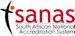 sanas
South African National
Accreditation System